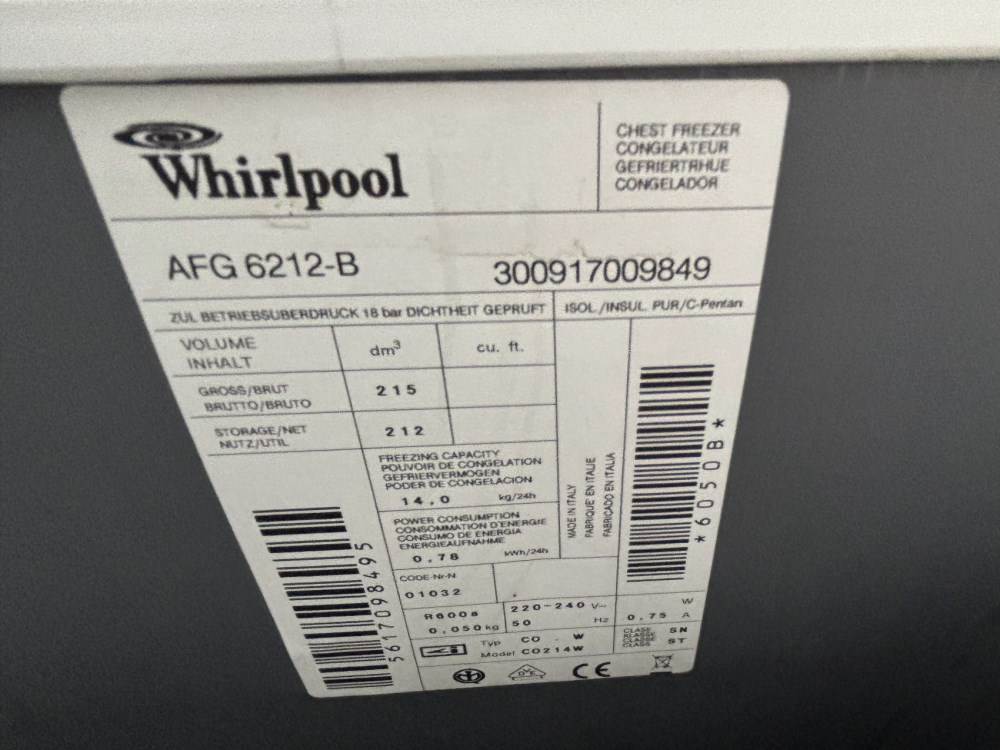 Whirlpool
CHEST FREEZER
CONGELATEUR
GEFRIERTRHUE
CONGELADOR
AFG 6212-B
300917009849
ZUL BETRIEBSUBERDRUCK 18 bar DICHTHEIT GEPRUFT
ISOL./INSUL. PUR/C-Pentan
VOLUME
INHALT
dm³
cu. ft.
GROSS/BRUT
BRUTTO/BRUTO
215
STORAGE/NET
NUTZ/UTIL
212
FREEZING CAPACITY
POUVOIR DE CONGELATION
GEFRIERVERMOGEN
PODER DE CONGELACION
14,0 kg/24h
POWER CONSUMPTION
CONSOMMATION D'ENERGIE
CONSUMO DE ENERGIA
ENERGIEAUFNAHME
0,78 kWh/24h
CODE-Nr-N
01032
R600a
0,050 kg
220-240 V~
50 Hz
W
0,75 A
Typ CO W
Model CO214W
CLASS SN
CLASSE ST
CLASS
MADE IN ITALY
FABRIQUE' EN ITALIE
FABRICADO EN ITALIA
*6050B*
5617098495
VDE
CE